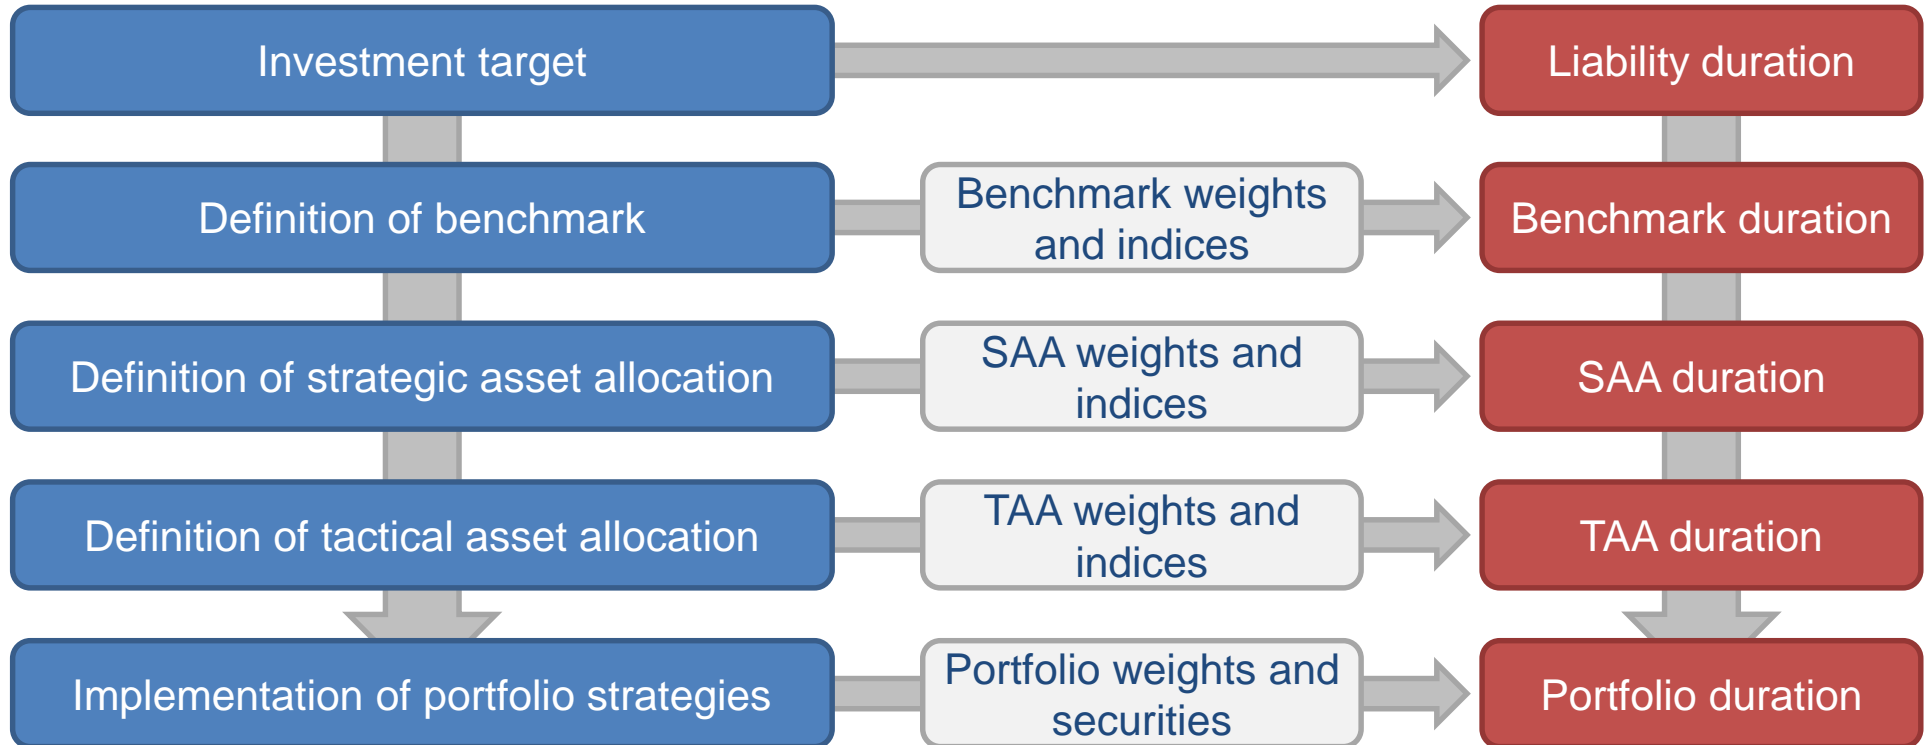 Investment target
Liability duration
Definition of benchmark
Benchmark weights
and indices
Benchmark duration
Definition of strategic asset allocation
SAA weights and
indices
SAA duration
Definition of tactical asset allocation
TAA weights and
indices
TAA duration
Implementation of portfolio strategies
Portfolio weights and
securities
Portfolio duration